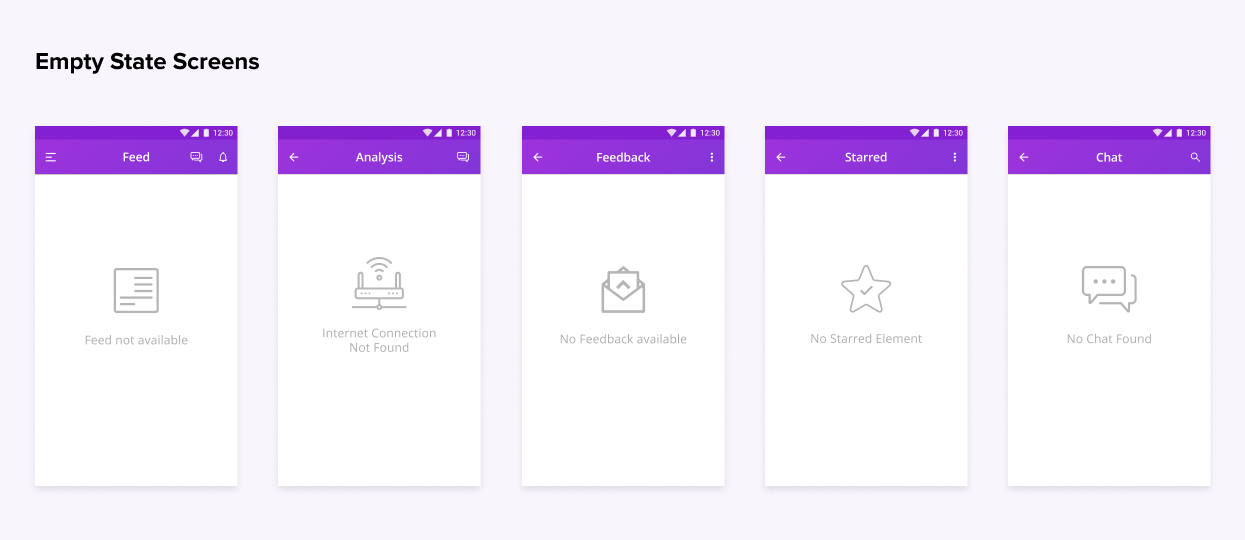 Empty State Screens
12:30
Feed
Feed not available
12:30
Analysis
Internet Connection
Not Found
12:30
Feedback
No Feedback available
12:30
Starred
No Starred Element
12:30
Chat
No Chat Found